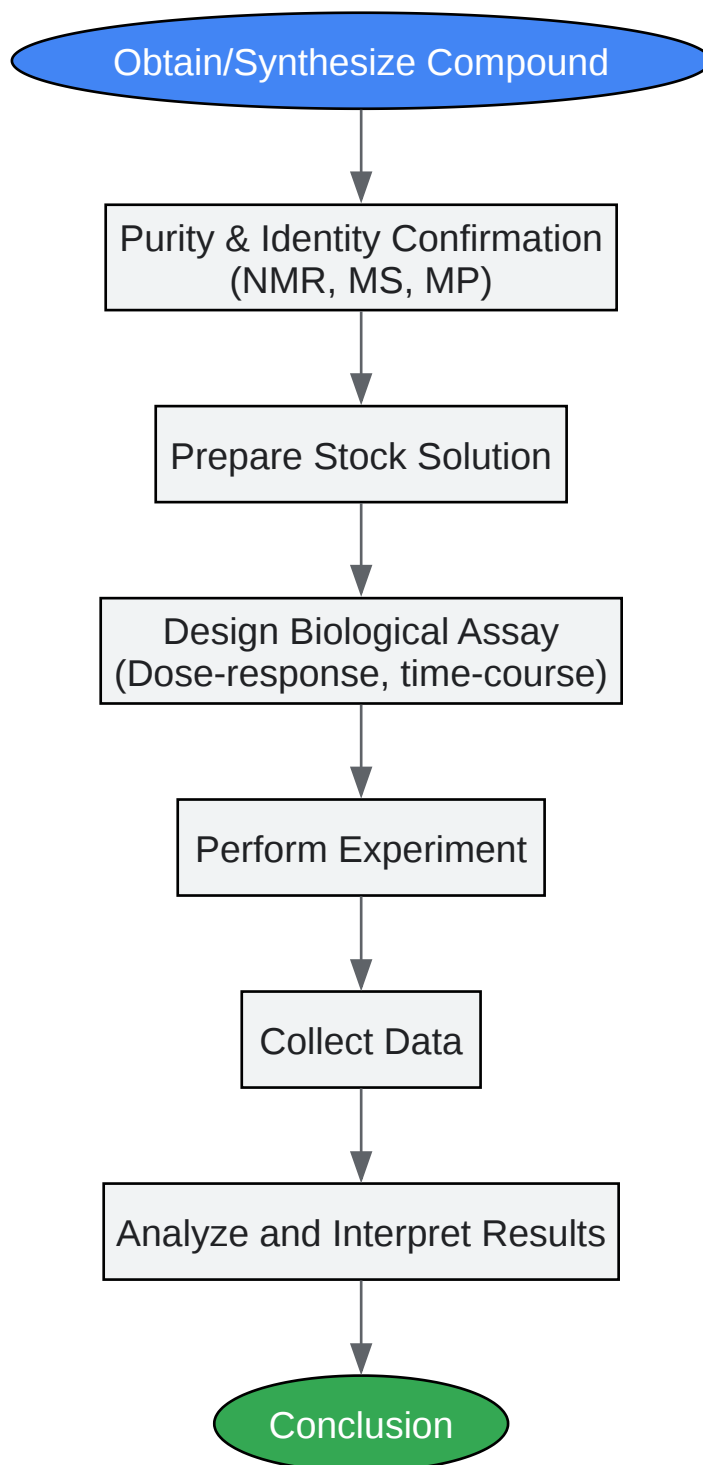 Obtain/Synthesize Compound
Purity & Identity Confirmation
(NMR, MS, MP)
Prepare Stock Solution
Design Biological Assay
(Dose-response, time-course)
Perform Experiment
Collect Data
Analyze and Interpret Results
Conclusion